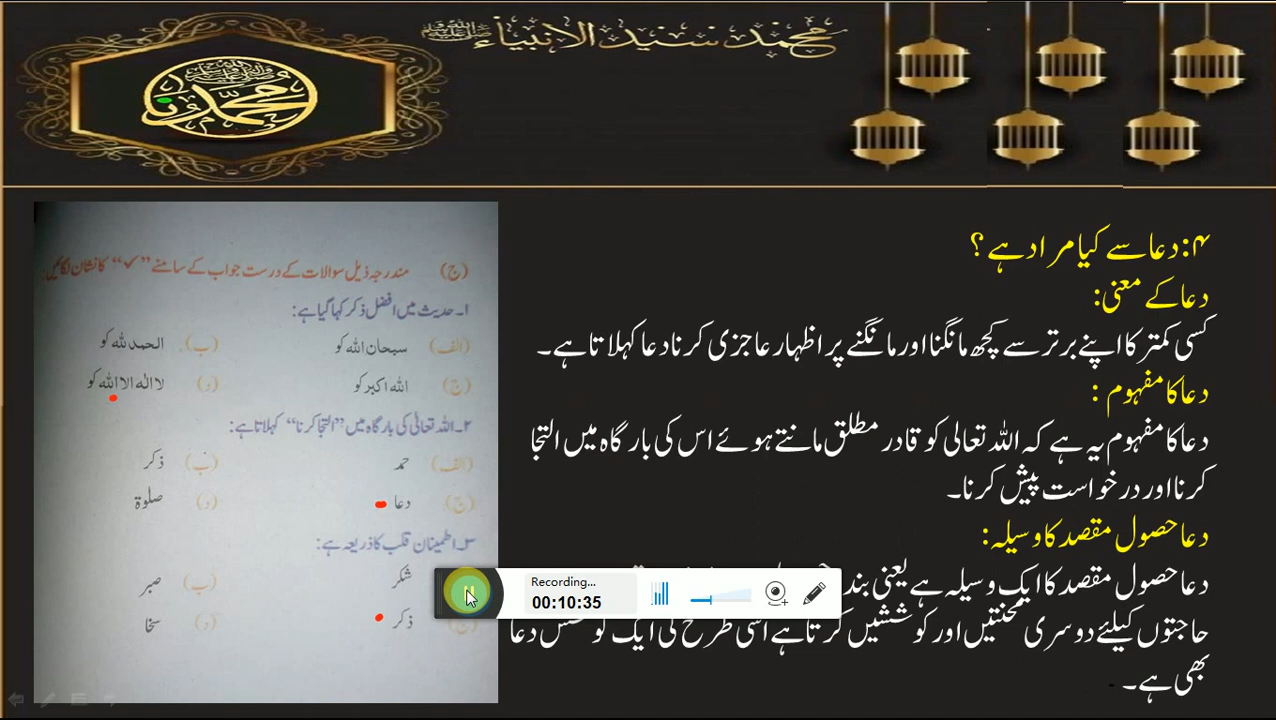 محمد سید الانبیاء ﷺ
محمد
۴: دعا سے کیا مراد ہے؟
دعا کے معنی:
کسی کمتر کا اپنے برتر سے کچھ مانگنا اور مانگنے پر اظہار عاجزی کرنا دعا کہلاتا ہے۔
دعا کا مفہوم:
دعا کا مفہوم یہ ہے کہ اللہ تعالی کو قادر مطلق مانتے ہوئے اس کی بارگاہ میں التجا
کرنا اور درخواست پیش کرنا۔
دعا حصول مقصد کا وسیلہ:
دعا حصول مقصد کا ایک وسیلہ ہے یعنی
حاجتوں کیلئے دوسری محنتیں اور کوششیں کرتا ہے اسی طرح کی ایک کوشش دعا
بھی ہے۔
(ج) مندرجہ ذیل سوالات کے درست جواب کے سامنے "✓" کا نشان لگائیں
۱۔ حدیث میں افضل ذکر کہا گیا ہے:
(الف) سبحان اللہ کو (ب) الحمد للہ کو
(ج) اللہ اکبر کو (د) لا الٰہ الا اللہ کو
۲۔ اللہ تعالیٰ کی بارگاہ میں "التجا کرنا" کہلاتا ہے:
(الف) حمد (ب) ذکر
(ج) دعا (د) صلوٰۃ
۳۔ اطمینان قلب کا ذریعہ ہے:
شکر (ب) صبر
ذکر (د) سخا
Recording...
00:10:35